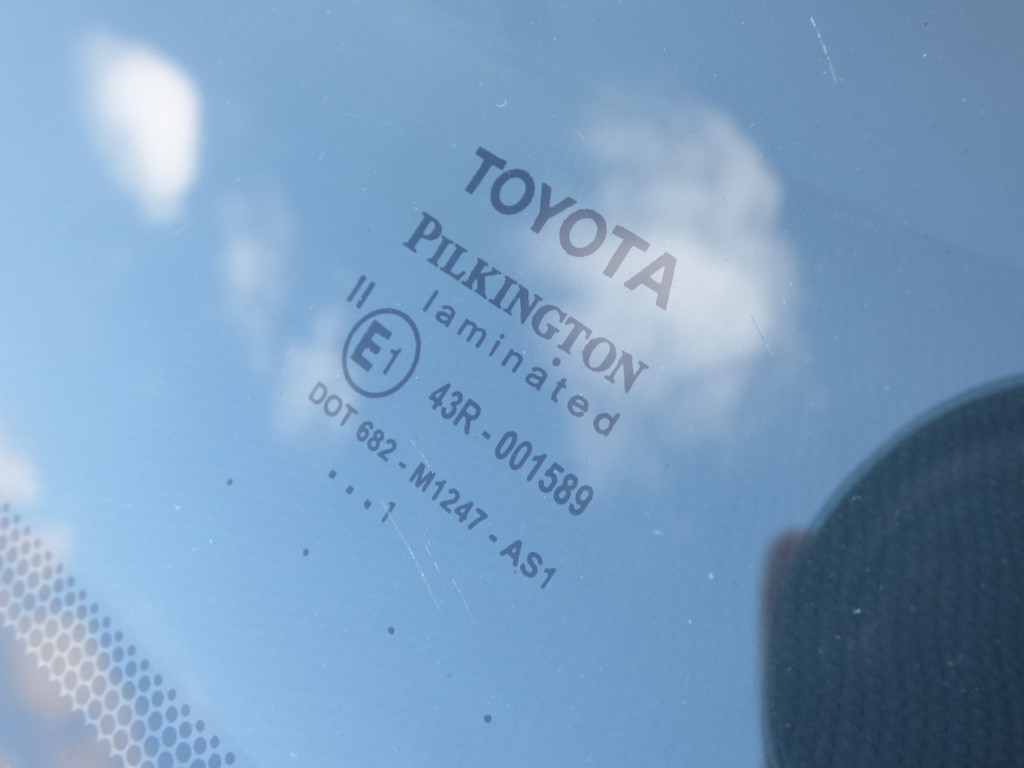 TOYOTA
PILKINGTON
laminated
II
E1 43R - 001589
DOT 682 - M1247 - AS1
...1